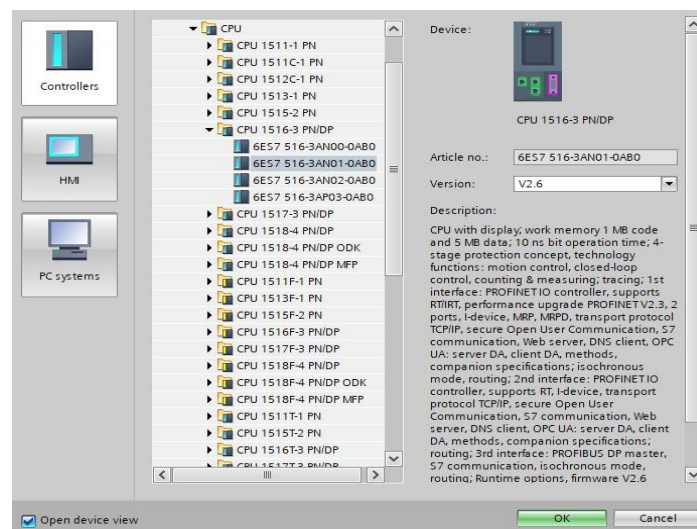 Controllers
HMI
PC systems
CPU
CPU 1511-1 PN
CPU 1511C-1 PN
CPU 1512C-1 PN
CPU 1513-1 PN
CPU 1515-2 PN
CPU 1516-3 PN/DP
6ES7 516-3AN00-0AB0
6ES7 516-3AN01-0AB0
6ES7 516-3AN02-0AB0
6ES7 516-3AP03-0AB0
CPU 1517-3 PN/DP
CPU 1518-4 PN/DP
CPU 1518-4 PN/DP ODK
CPU 1518-4 PN/DP MFP
CPU 1511F-1 PN
CPU 1513F-1 PN
CPU 1515F-2 PN
CPU 1516F-3 PN/DP
CPU 1517F-3 PN/DP
CPU 1518F-4 PN/DP
CPU 1518F-4 PN/DP ODK
CPU 1518F-4 PN/DP MFP
CPU 1511T-1 PN
CPU 1515T-2 PN
CPU 1516T-3 PN/DP
CPU 1517T-3 PN/DP
Device:
CPU 1516-3 PN/DP
Article no.: 6ES7 516-3AN01-0AB0
Version: V2.6
Description:
CPU with display; work memory 1 MB code
and 5 MB data; 10 ns bit operation time; 4-
stage protection concept, technology
functions: motion control, closed-loop
control, counting & measuring; tracing; 1st
interface: PROFINET IO controller, supports
RT/IRT, performance upgrade PROFINET V2.3, 2
ports, I-device, MRP, MRPD, transport protocol
TCP/IP, secure Open User Communication, S7
communication, Web server, DNS client, OPC
UA: server DA, client DA, methods,
companion specifications; isochronous
mode, routing; 2nd interface: PROFINET IO
controller, supports RT, I-device, transport
protocol TCP/IP, secure Open User
Communication, S7 communication, Web
server, DNS client, OPC UA: server DA, client
DA, methods, companion specifications;
routing; 3rd interface: PROFIBUS DP master,
S7 communication, isochronous mode,
routing; Runtime options, firmware V2.6
Open device view
OK
Cancel